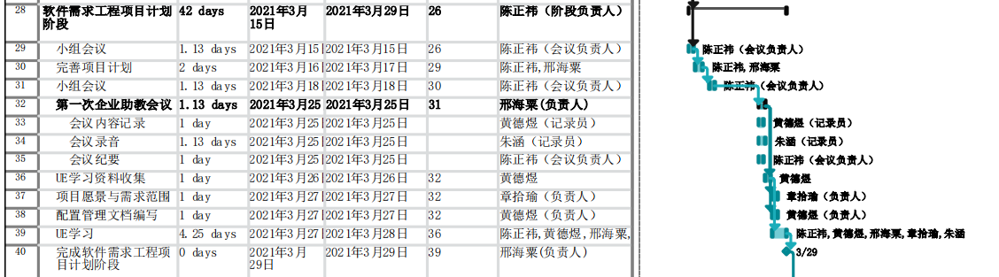 28 软件需求工程项目计划阶段 42 days 2021年3月15日 2021年3月29日 26 陈正祎（阶段负责人）
29 小组会议 1.13 days 2021年3月15 2021年3月15日 26 陈正祎（会议负责人） 陈正祎（会议负责人）
30 完善项目计划 2 days 2021年3月16 2021年3月17日 29 陈正祎,邢海粟 陈正祎,邢海粟
31 小组会议 1.13 days 2021年3月18 2021年3月18日 30 陈正祎（会议负责人） 陈正祎（会议负责人）
32 第一次企业助教会议 1.13 days 2021年3月25 2021年3月25日 31 邢海粟(负责人)
33 会议内容记录 1 day 2021年3月25 2021年3月25日 黄德煜（记录员） 黄德煜（记录员）
34 会议录音 1.13 days 2021年3月25 2021年3月25日 朱涵（记录员） 朱涵（记录员）
35 会议纪要 1 day 2021年3月25 2021年3月25日 陈正祎（会议负责人） 陈正祎（会议负责人）
36 UE学习资料收集 1 day 2021年3月26 2021年3月26日 32 黄德煜 黄德煜
37 项目愿景与需求范围 1 day 2021年3月27 2021年3月27日 32 章拾瑜（负责人） 章拾瑜（负责人）
38 配置管理文档编写 1 day 2021年3月27 2021年3月27日 32 黄德煜（负责人） 黄德煜（负责人）
39 UE学习 4.25 days 2021年3月27 2021年3月28日 36 陈正祎,黄德煜,邢海粟, 陈正祎,黄德煜,邢海粟,章拾瑜,朱涵
40 完成软件需求工程项目计划阶段 0 days 2021年3月29日 2021年3月29日 39 邢海粟(负责人) 3/29